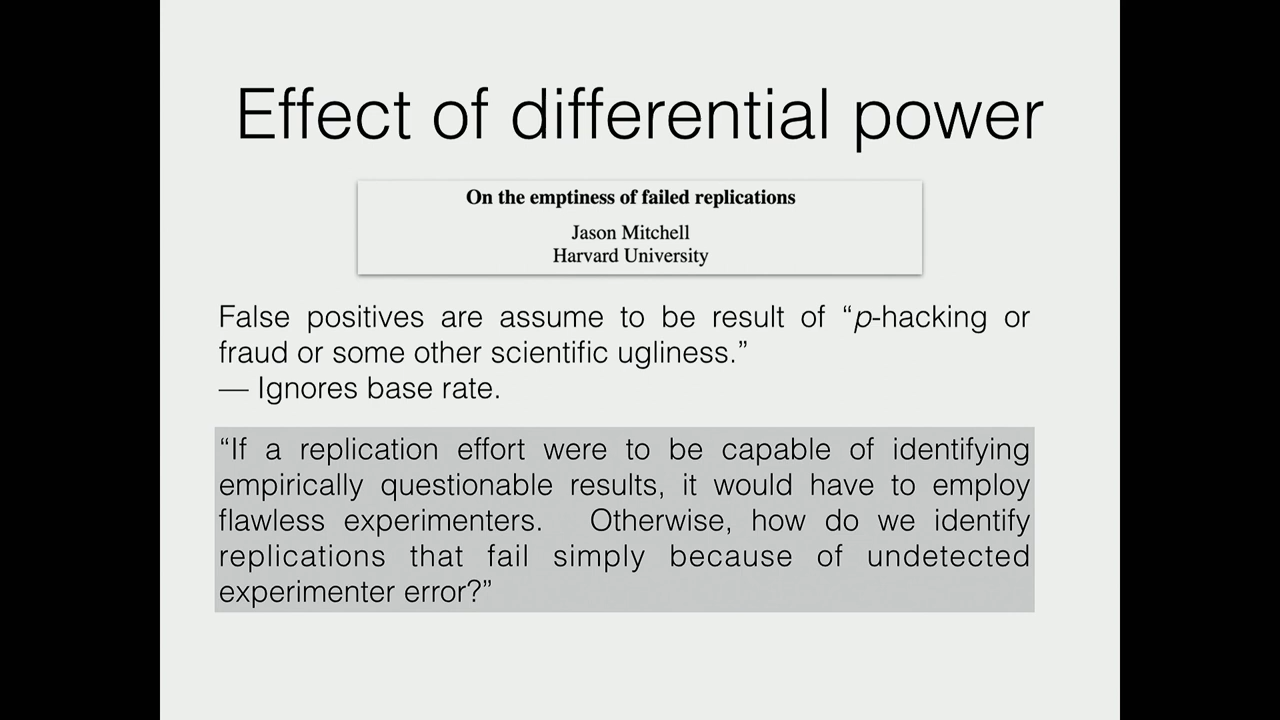 Effect of differential power
On the emptiness of failed replications
Jason Mitchell
Harvard University
False positives are assume to be result of “p-hacking or
fraud or some other scientific ugliness.”
— Ignores base rate.
“If a replication effort were to be capable of identifying
empirically questionable results, it would have to employ
flawless experimenters. Otherwise, how do we identify
replications that fail simply because of undetected
experimenter error?”